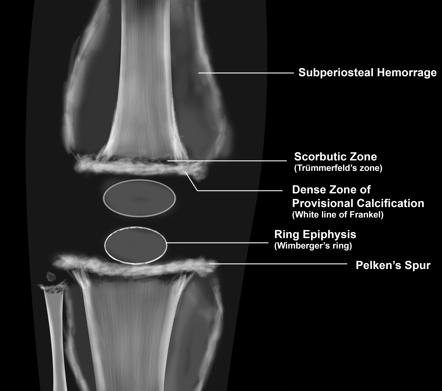 Subperiosteal Hemorrage
Scorbutic Zone
(Trümmerfeld's zone)
Dense Zone of
Provisional Calcification
(White line of Frankel)
Ring Epiphysis
(Wimberger's ring)
Pelken's Spur